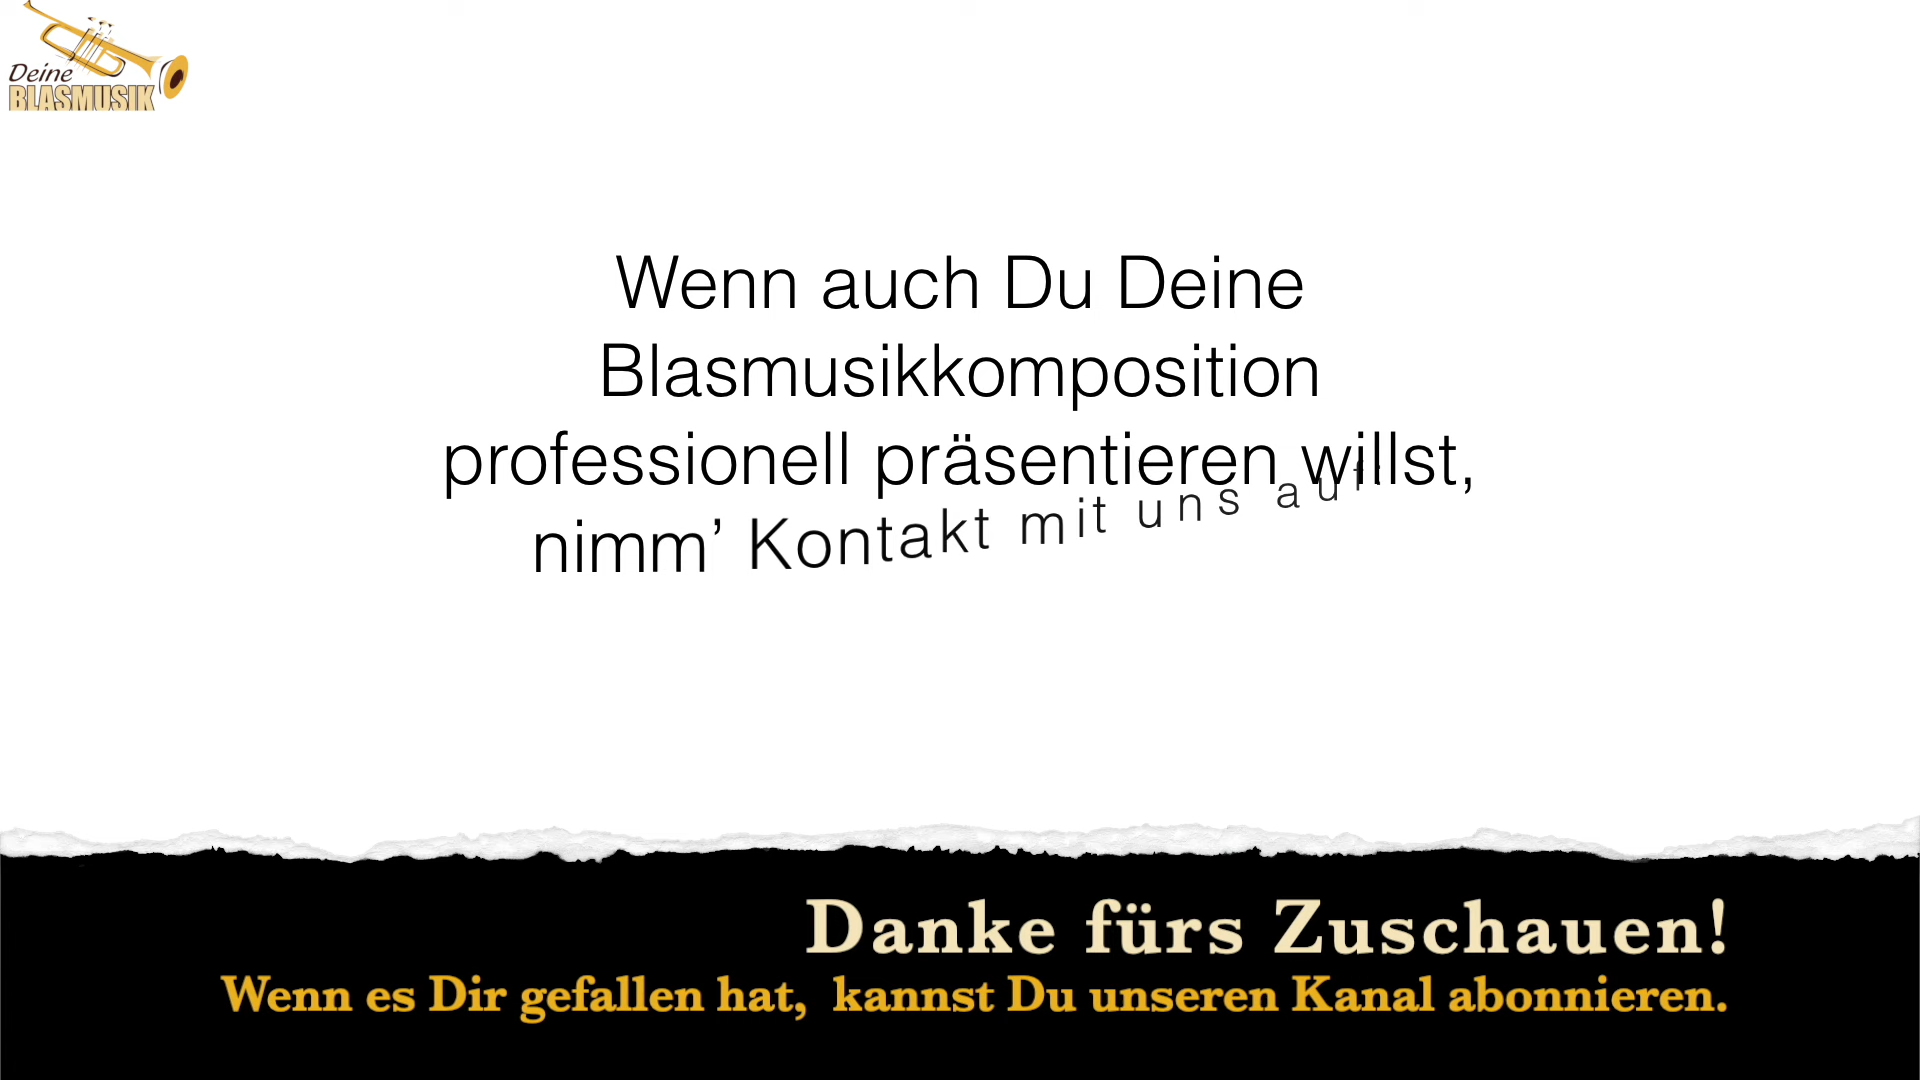 Deine
BLASMUSIK
Wenn auch Du Deine
Blasmusikkomposition
professionell präsentieren willst,
nimm’ Kontakt mit uns auf
Danke fürs Zuschauen!
Wenn es Dir gefallen hat, kannst Du unseren Kanal abonnieren.